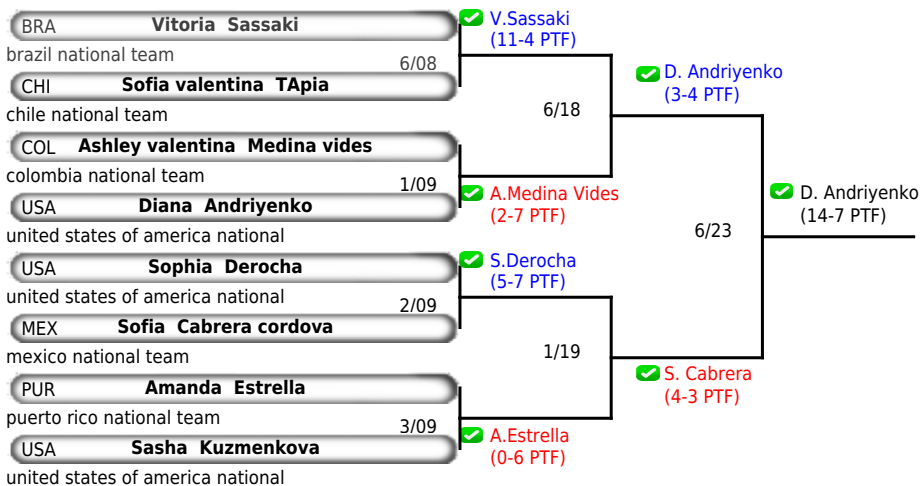 BRA Vitoria Sassaki
brazil national team
6/08
CHI Sofia valentina TApia
chile national team
COL Ashley valentina Medina vides
colombia national team
1/09
USA Diana Andriyenko
united states of america national
USA Sophia Derocha
united states of america national
2/09
MEX Sofia Cabrera cordova
mexico national team
PUR Amanda Estrella
puerto rico national team
3/09
USA Sasha Kuzmenkova
united states of america national
V.Sassaki
(11-4 PTF)
6/18
A.Medina Vides
(2-7 PTF)
S.Derocha
(5-7 PTF)
1/19
A.Estrella
(0-6 PTF)
D. Andriyenko
(3-4 PTF)
6/23
S. Cabrera
(4-3 PTF)
D. Andriyenko
(14-7 PTF)